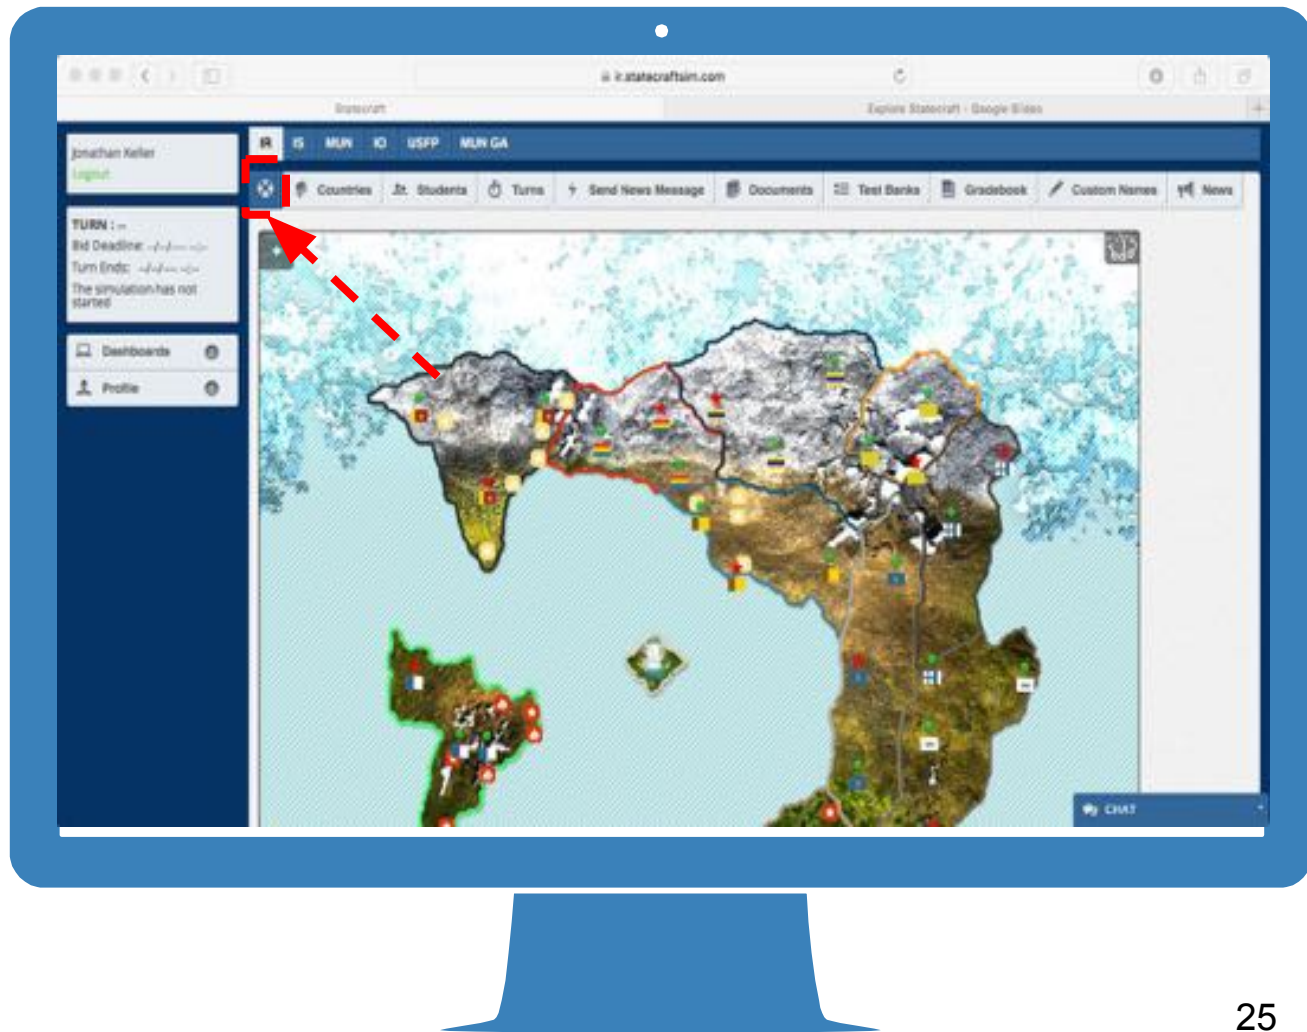 ir.statecraftsim.com
Statecraft
Explore Statecraft - Google Slides
Jonathan Keller
Logout
IR IS MUN IO USFP MUN GA
Countries Students Turns Send News Message Documents Test Banks Gradebook Custom Names News
TURN : --
Bid Deadline: --/--/---- --:--
Turn Ends: --/--/---- --:--
The simulation has not
started
Dashboards
Profile
CHAT
25